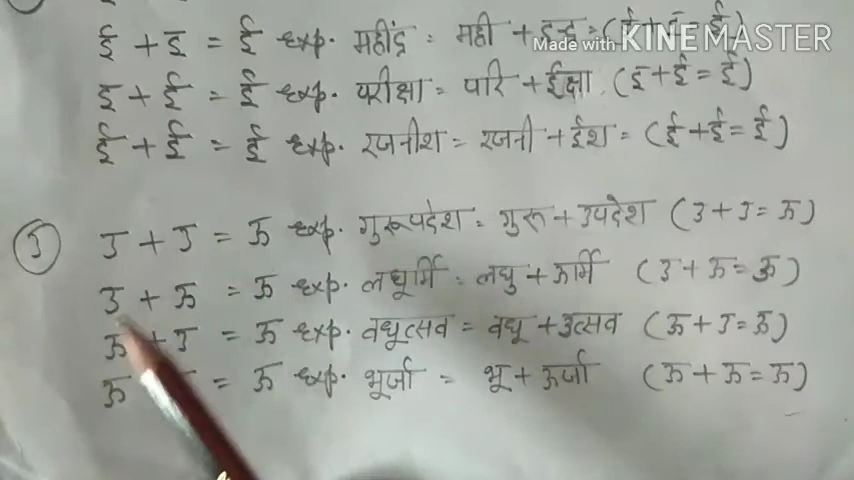 ई + इ = ई exp. महींद्र = मही + इन्द्र = (ई + इ = ई)
Made with KINEMASTER
इ + ई = ई exp. परीक्षा = परि + ईक्षा (इ + ई = ई)
ई + ई = ई exp. रजनीश = रजनी + ईश = (ई + ई = ई)
उ + उ = ऊ exp. गुरूपदेश = गुरू + उपदेश (उ + उ = ऊ)
उ + ऊ = ऊ exp. लघूर्मि = लघु + ऊर्मि (उ + ऊ = ऊ)
ऊ + उ = ऊ exp. वधूत्सव = वधू + उत्सव (ऊ + उ = ऊ)
ऊ = ऊ exp. भूर्जा = भू + ऊर्जा (ऊ + ऊ = ऊ)